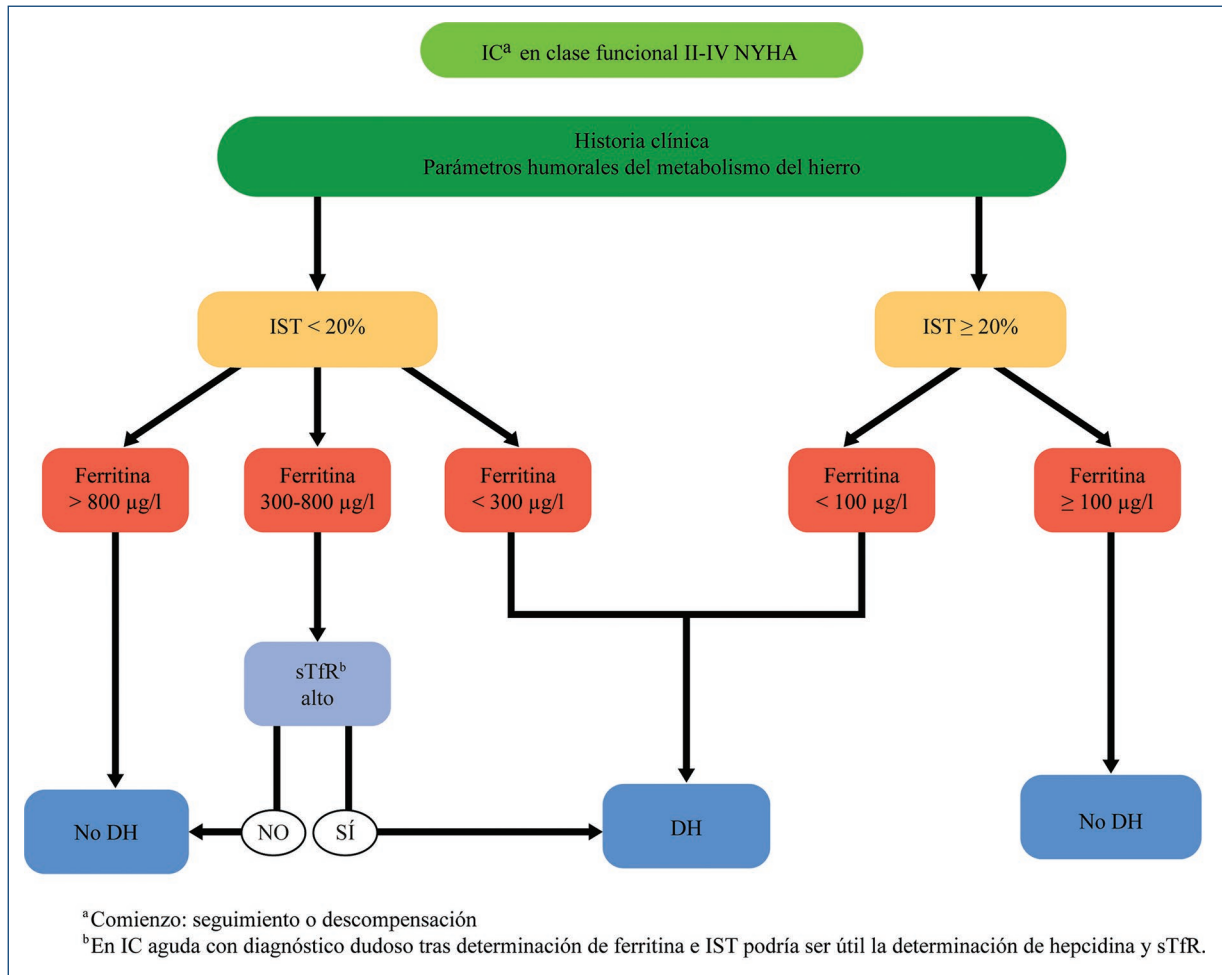 ICᵃ en clase funcional II-IV NYHA
Historia clínica
Parámetros humorales del metabolismo del hierro
IST < 20%
IST ≥ 20%
Ferritina
> 800 µg/l
Ferritina
300-800 µg/l
Ferritina
< 300 µg/l
Ferritina
< 100 µg/l
Ferritina
≥ 100 µg/l
sTfRᵇ
alto
No DH
NO
SÍ
DH
No DH
ᵃComienzo: seguimiento o descompensación
ᵇEn IC aguda con diagnóstico dudoso tras determinación de ferritina e IST podría ser útil la determinación de hepcidina y sTfR.